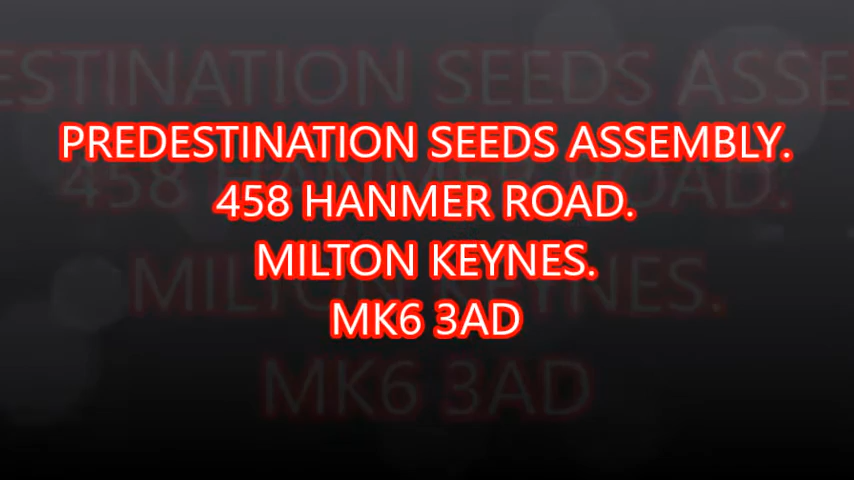 PREDESTINATION SEEDS ASSEMBLY.
458 HANMER ROAD.
MILTON KEYNES.
MK6 3AD